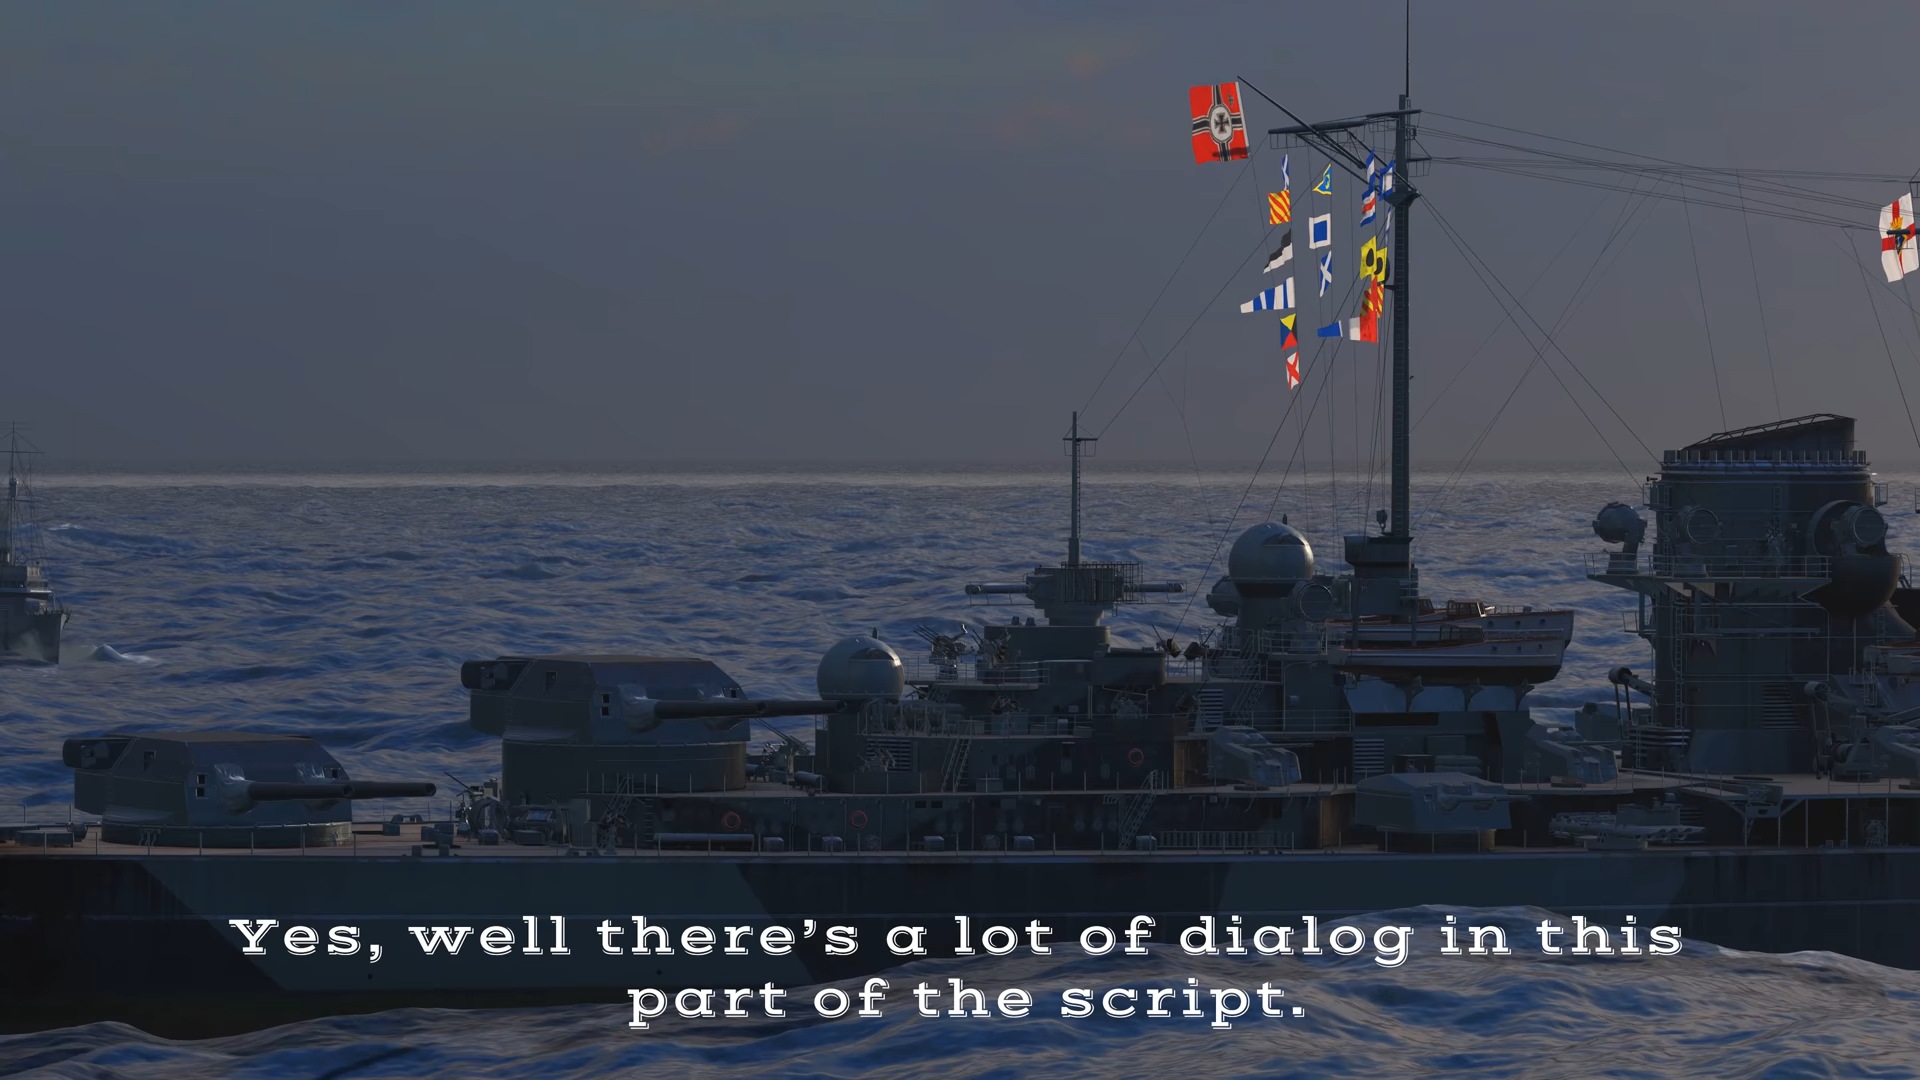 Yes, well there's a lot of dialog in this
part of the script.